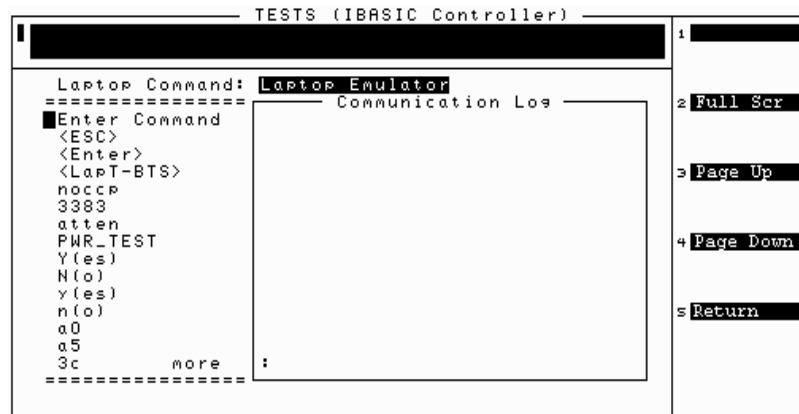 TESTS (IBASIC Controller)
1
Laptop Command: Laptop Emulator
================= Communication Log
Enter Command
2 Full Scr
<ESC>
<Enter>
<LapT-BTS>
3 Page Up
noccp
3383
atten
PWR_TEST
4 Page Down
Y(es)
N(o)
y(es)
n(o)
5 Return
a0
a5
3c more :
=================